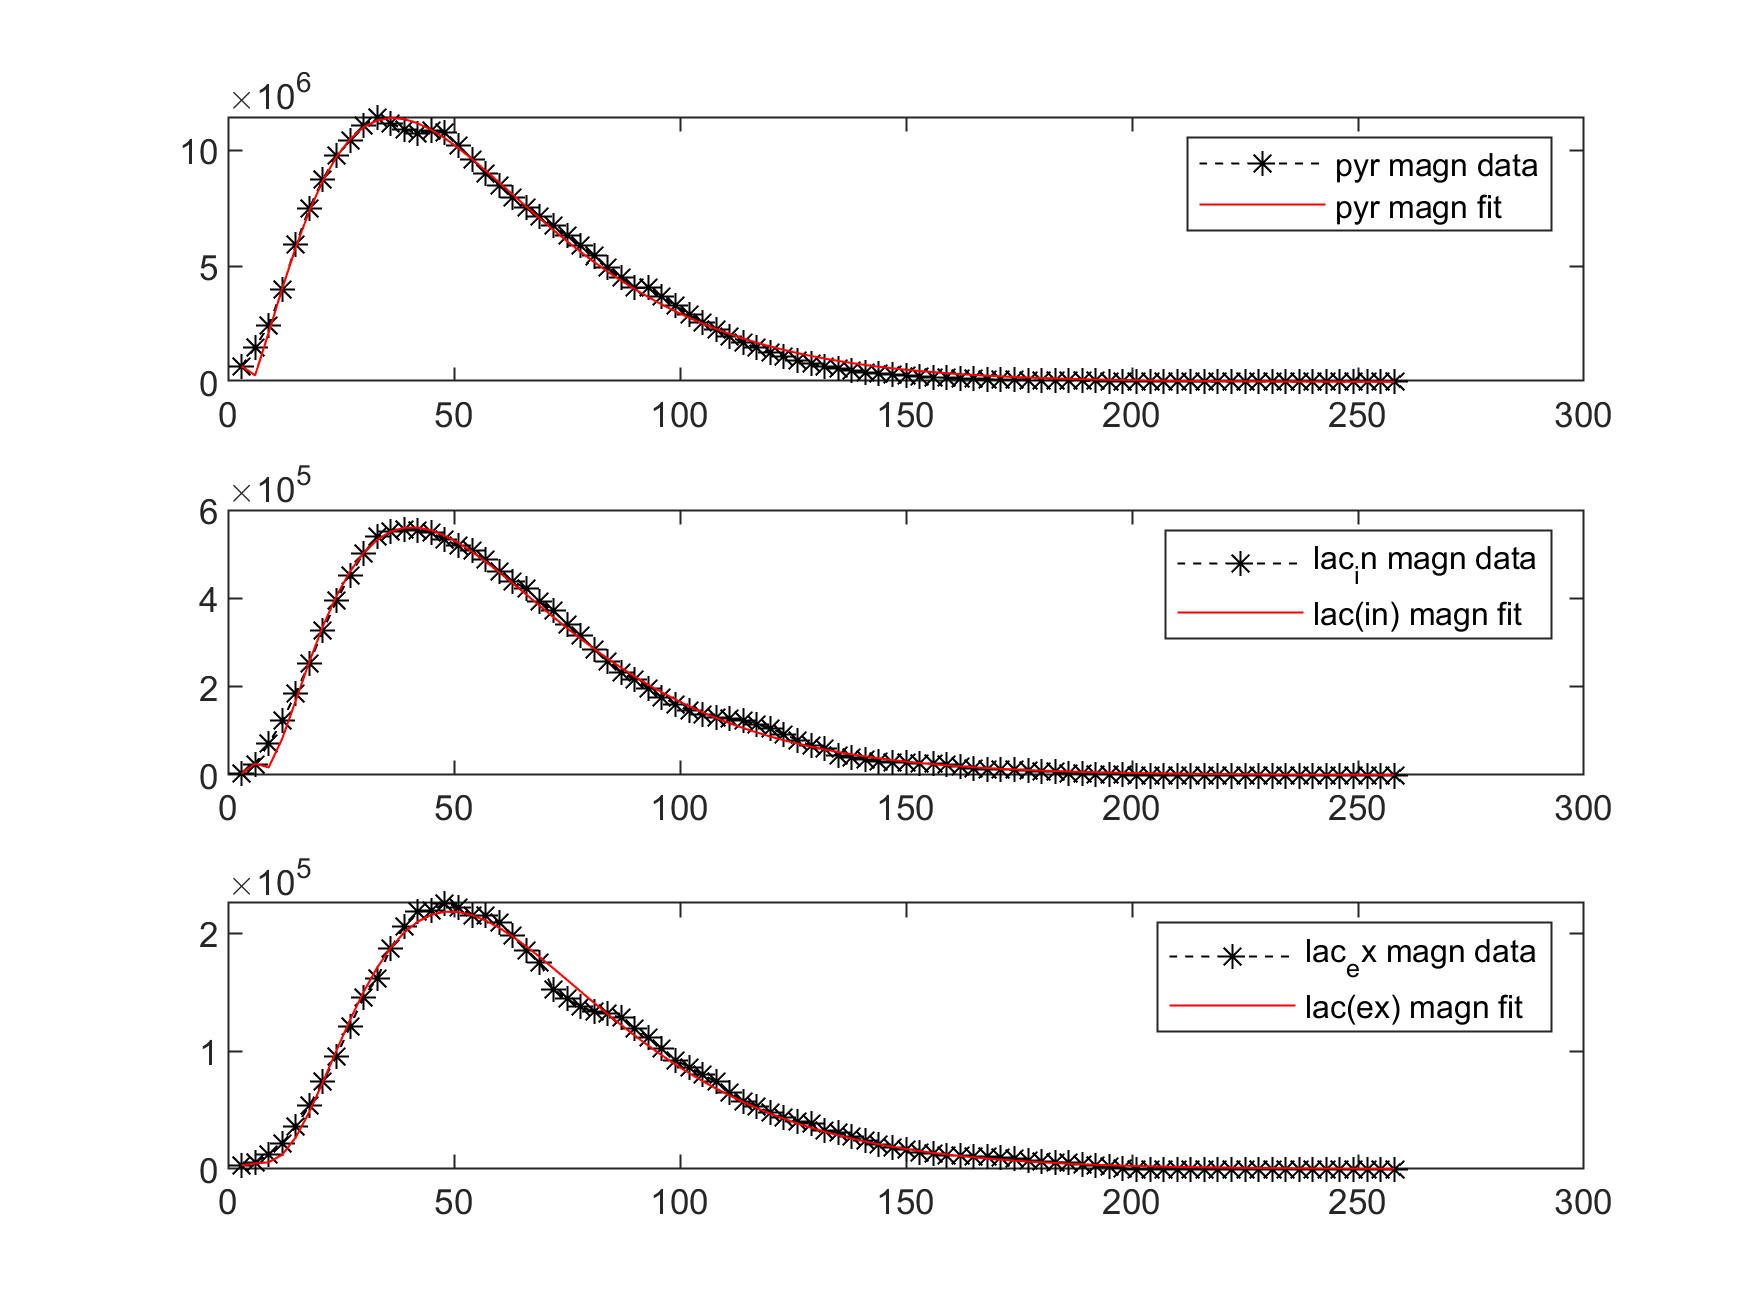 ×10^6
10
5
0
0 50 100 150 200 250 300
pyr magn data
pyr magn fit
×10^5
6
4
2
0
0 50 100 150 200 250 300
lac_in magn data
lac(in) magn fit
×10^5
2
1
0
0 50 100 150 200 250 300
lac_ex magn data
lac(ex) magn fit